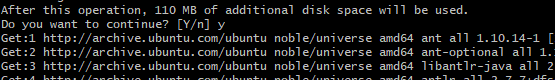 After this operation, 110 MB of additional disk space will be used.
Do you want to continue? [Y/n] y
Get:1 http://archive.ubuntu.com/ubuntu noble/universe amd64 ant all 1.10.14-1 [
Get:2 http://archive.ubuntu.com/ubuntu noble/universe amd64 ant-optional all 1.
Get:3 http://archive.ubuntu.com/ubuntu noble/universe amd64 libantlr-java all 2
Get:4 http://archive.ubuntu.com/ubuntu noble/universe amd64 antlr all 2.7.7+d